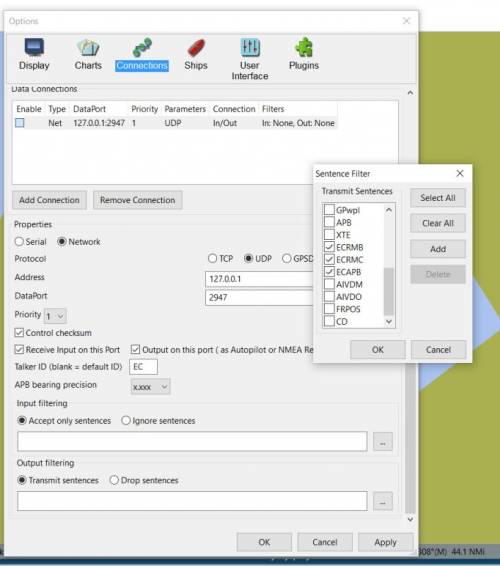 Options
Display
Charts
Connections
Ships
User Interface
Plugins
Data Connections
Enable Type DataPort Priority Parameters Connection Filters
Net 127.0.0.1:2947 1 UDP In/Out In: None, Out: None
Add Connection Remove Connection
Properties
Serial Network
Protocol TCP UDP GPSD
Address 127.0.0.1
DataPort 2947
Priority 1
Control checksum
Receive Input on this Port Output on this port ( as Autopilot or NMEA Re
Talker ID (blank = default ID) EC
APB bearing precision x.xxx
Input filtering
Accept only sentences Ignore sentences
...
Output filtering
Transmit sentences Drop sentences
...
OK Cancel Apply
Sentence Filter
Transmit Sentences
GPwpl
APB
XTE
ECRMB
ECRMC
ECAPB
AIVDM
AIVDO
FRPOS
CD
Select All
Clear All
Add
Delete
OK Cancel
308°(M) 44.1 NMi